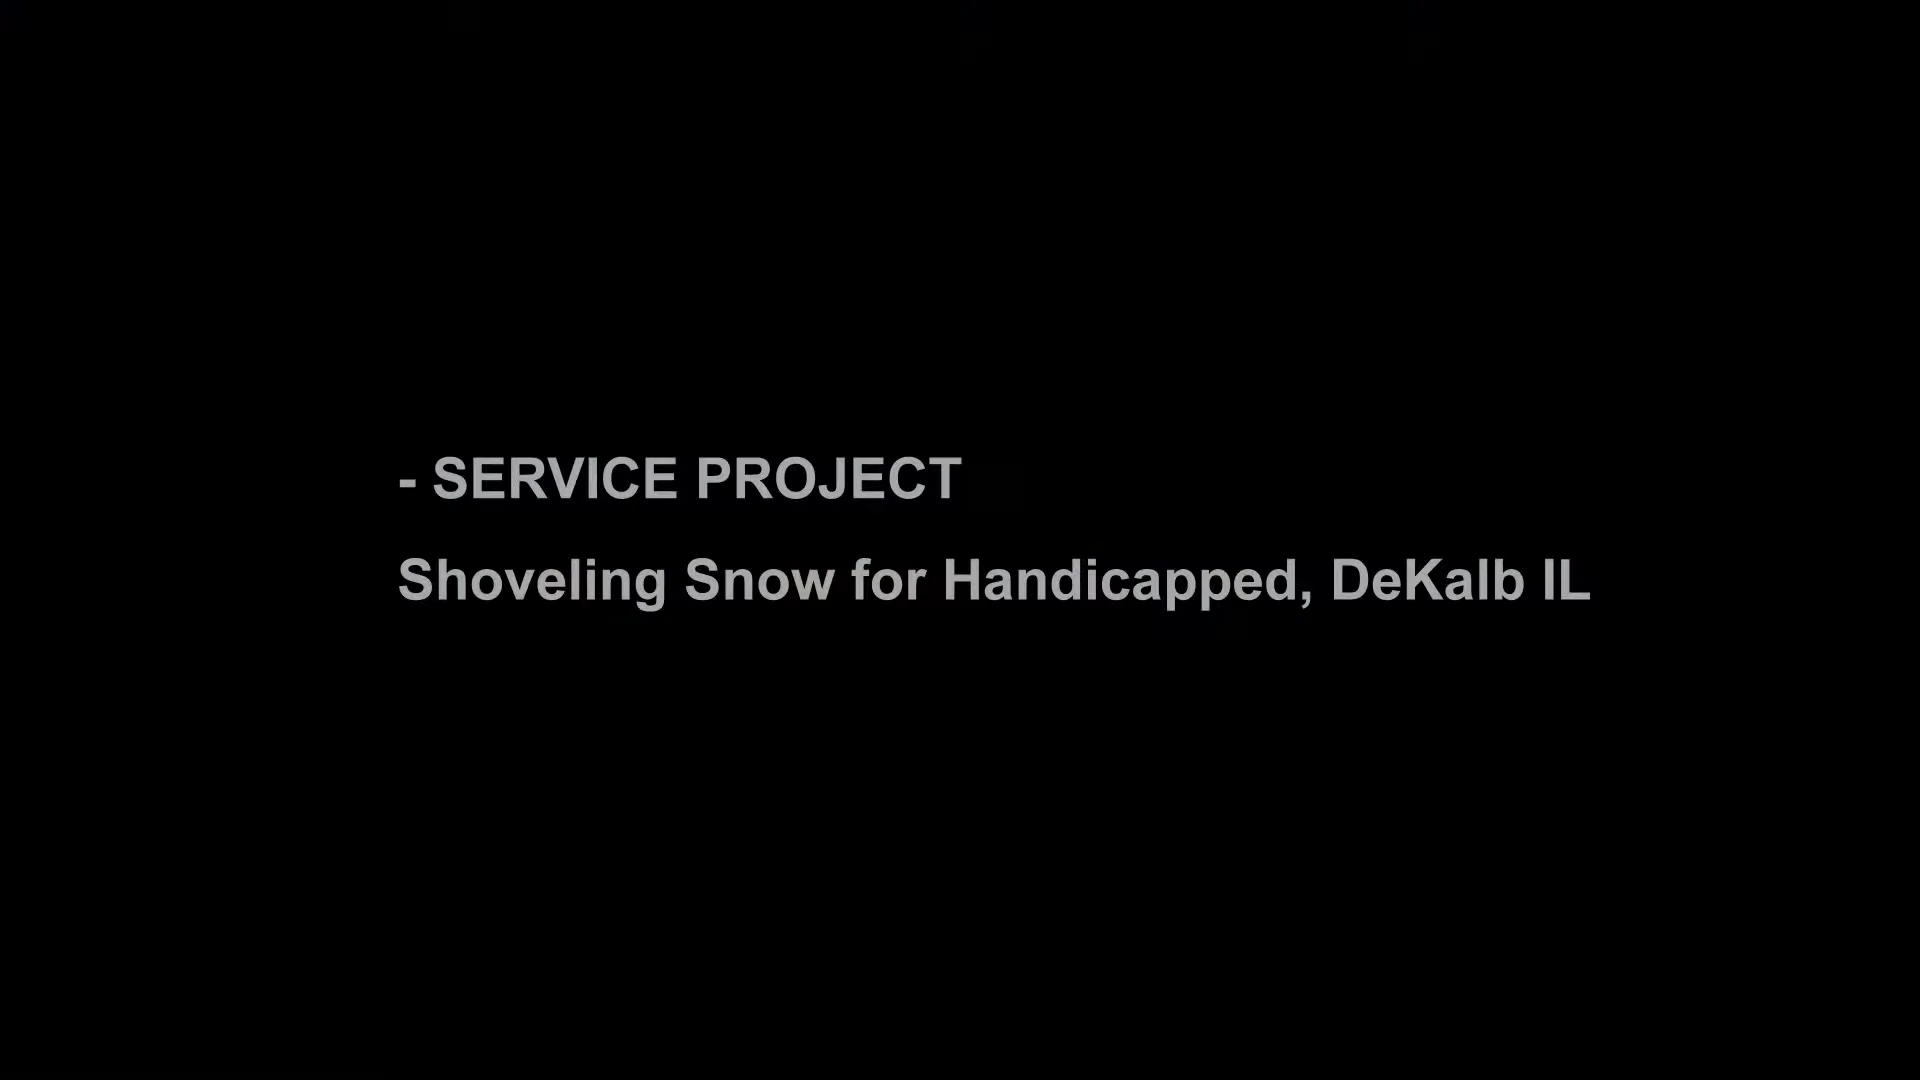 - SERVICE PROJECT
Shoveling Snow for Handicapped, DeKalb IL